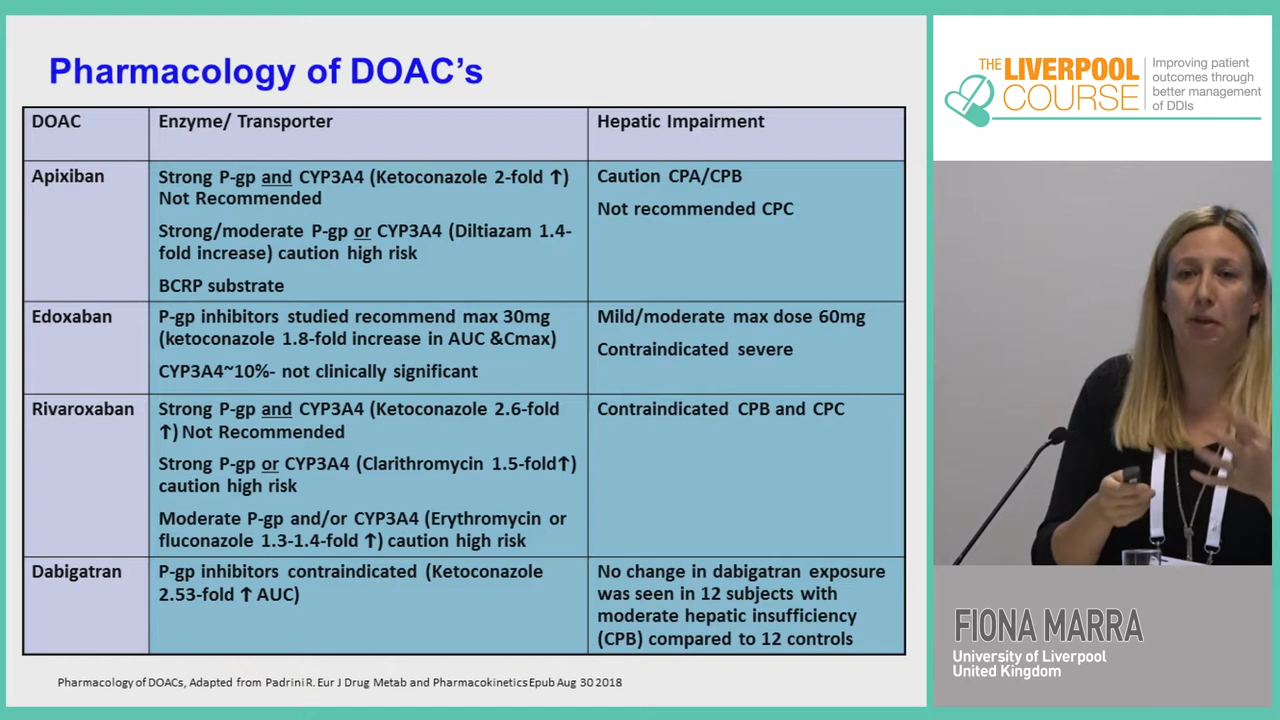 Pharmacology of DOAC's
DOAC
Enzyme/ Transporter
Hepatic Impairment
Apixiban
Strong P-gp and CYP3A4 (Ketoconazole 2-fold ↑)
Not Recommended
Strong/moderate P-gp or CYP3A4 (Diltiazam 1.4-
fold increase) caution high risk
BCRP substrate
Caution CPA/CPB
Not recommended CPC
Edoxaban
P-gp inhibitors studied recommend max 30mg
(ketoconazole 1.8-fold increase in AUC &Cmax)
CYP3A4~10%- not clinically significant
Mild/moderate max dose 60mg
Contraindicated severe
Rivaroxaban
Strong P-gp and CYP3A4 (Ketoconazole 2.6-fold
↑) Not Recommended
Strong P-gp or CYP3A4 (Clarithromycin 1.5-fold↑)
caution high risk
Moderate P-gp and/or CYP3A4 (Erythromycin or
fluconazole 1.3-1.4-fold ↑) caution high risk
Contraindicated CPB and CPC
Dabigatran
P-gp inhibitors contraindicated (Ketoconazole
2.53-fold ↑ AUC)
No change in dabigatran exposure
was seen in 12 subjects with
moderate hepatic insufficiency
(CPB) compared to 12 controls
Pharmacology of DOACs, Adapted from Padrini R. Eur J Drug Metab and Pharmacokinetics Epub Aug 30 2018
THE LIVERPOOL
COURSE
Improving patient
outcomes through
better management
of DDIs
FIONA MARRA
University of Liverpool
United Kingdom